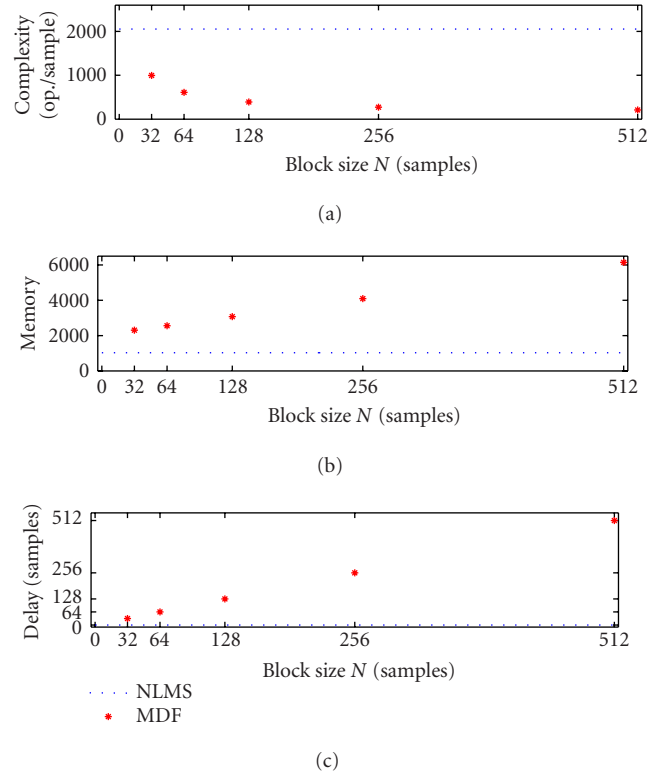 Complexity
(op./sample)
2000
1000
0
0 32 64 128 256 512
Block size N (samples)
(a)
Memory
6000
4000
2000
0
0 32 64 128 256 512
Block size N (samples)
(b)
Delay (samples)
512
256
128
64
0
0 32 64 128 256 512
Block size N (samples)
NLMS
MDF
(c)